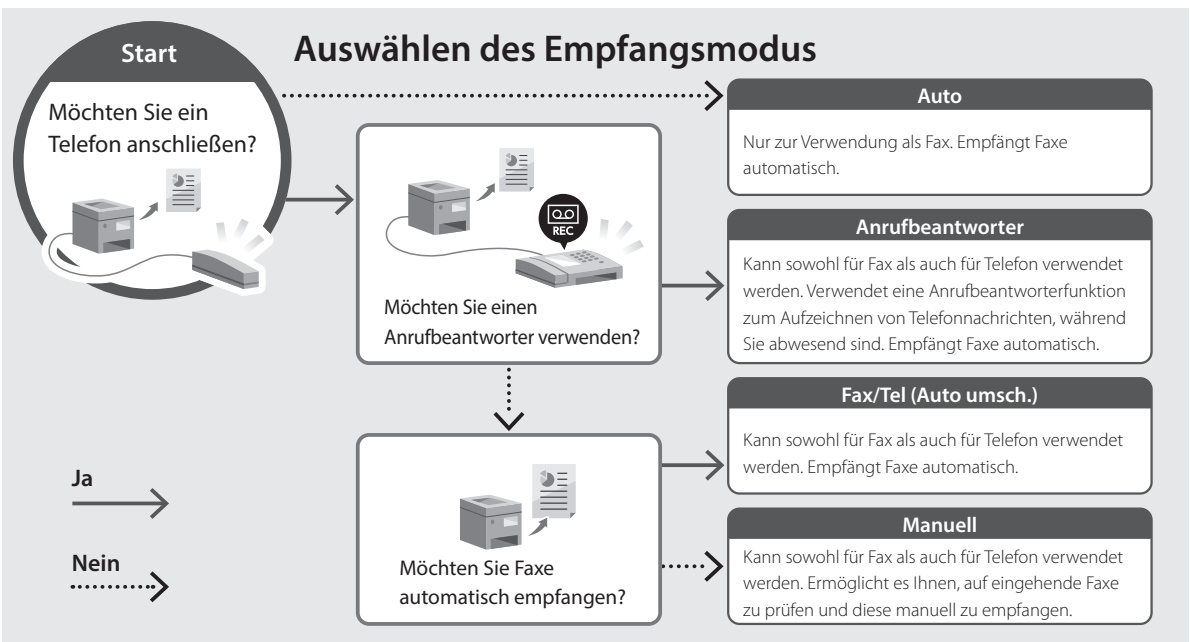 Start
Auswählen des Empfangsmodus
Möchten Sie ein
Telefon anschließen?
Auto
Nur zur Verwendung als Fax. Empfängt Faxe
automatisch.
REC
Möchten Sie einen
Anrufbeantworter verwenden?
Anrufbeantworter
Kann sowohl für Fax als auch für Telefon verwendet
werden. Verwendet eine Anrufbeantworterfunktion
zum Aufzeichnen von Telefonnachrichten, während
Sie abwesend sind. Empfängt Faxe automatisch.
Fax/Tel (Auto umsch.)
Kann sowohl für Fax als auch für Telefon verwendet
werden. Empfängt Faxe automatisch.
Ja
Nein
Möchten Sie Faxe
automatisch empfangen?
Manuell
Kann sowohl für Fax als auch für Telefon verwendet
werden. Ermöglicht es Ihnen, auf eingehende Faxe
zu prüfen und diese manuell zu empfangen.